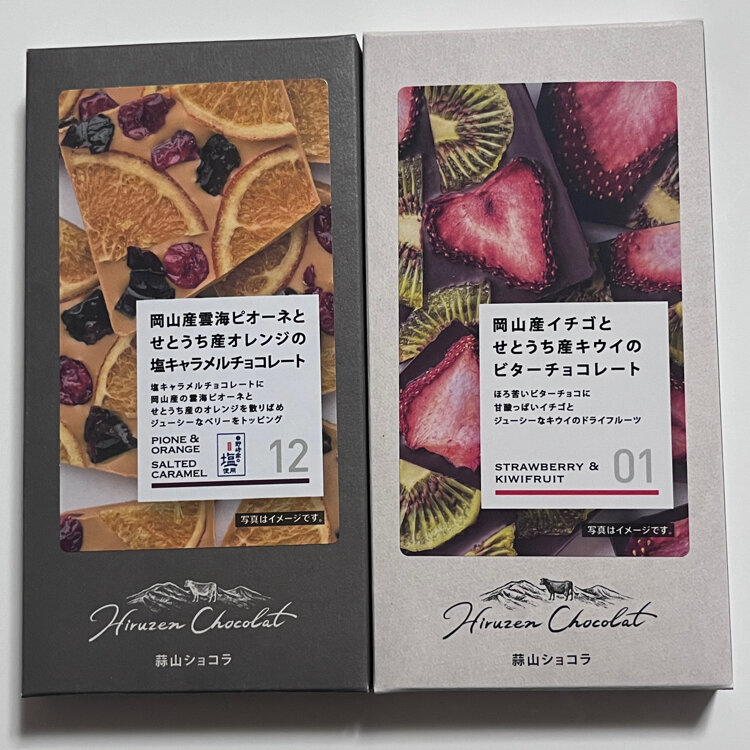 岡山産雲海ピオーネと
せとうち産オレンジの
塩キャラメルチョコレート
塩キャラメルチョコレートに
岡山産の雲海ピオーネと
せとうち産のオレンジを散りばめ
ジューシーなベリーをトッピング
PIONE &
ORANGE
SALTED
CARAMEL
塩
使用
12
写真はイメージです。
Hiruzen Chocolat
蒜山ショコラ
岡山産イチゴと
せとうち産キウイの
ビターチョコレート
ほろ苦いビターチョコに
甘酸っぱいイチゴと
ジューシーなキウイのドライフルーツ
STRAWBERRY &
KIWIFRUIT
01
写真はイメージです。
Hiruzen Chocolat
蒜山ショコラ